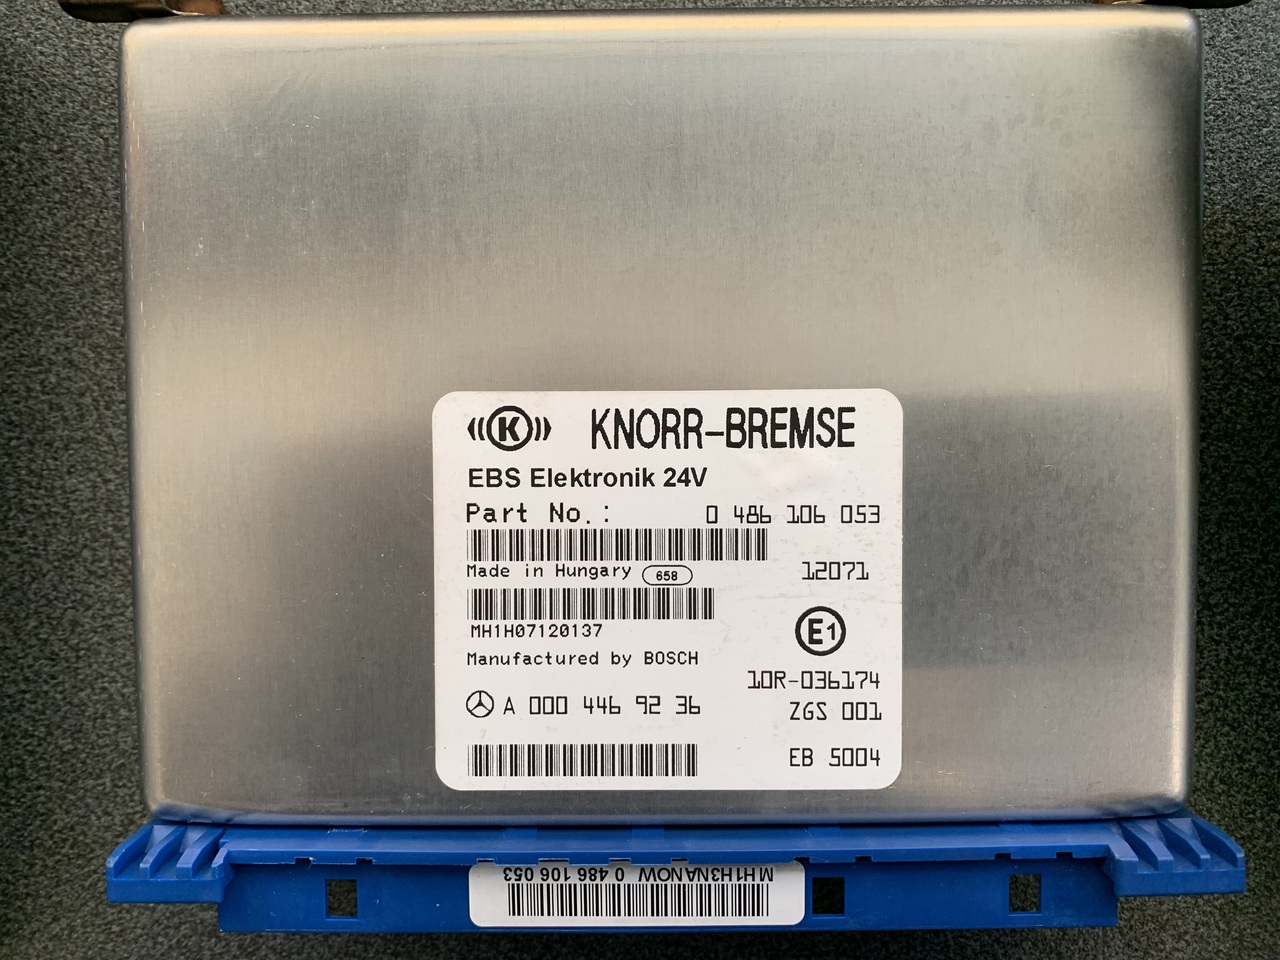 K KNORR-BREMSE
EBS Elektronik 24V
Part No.: 0 486 106 053
Made in Hungary 658 12071
MH1H07120137
E1
Manufactured by BOSCH
10R-036174
A 000 446 92 36 ZGS 001
EB 5004
MH1H3NANOW 0 486 106 053